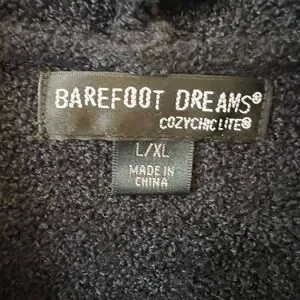 BAREFOOT DREAMS®
COZYCHIC LITE®
L/XL
MADE IN
CHINA